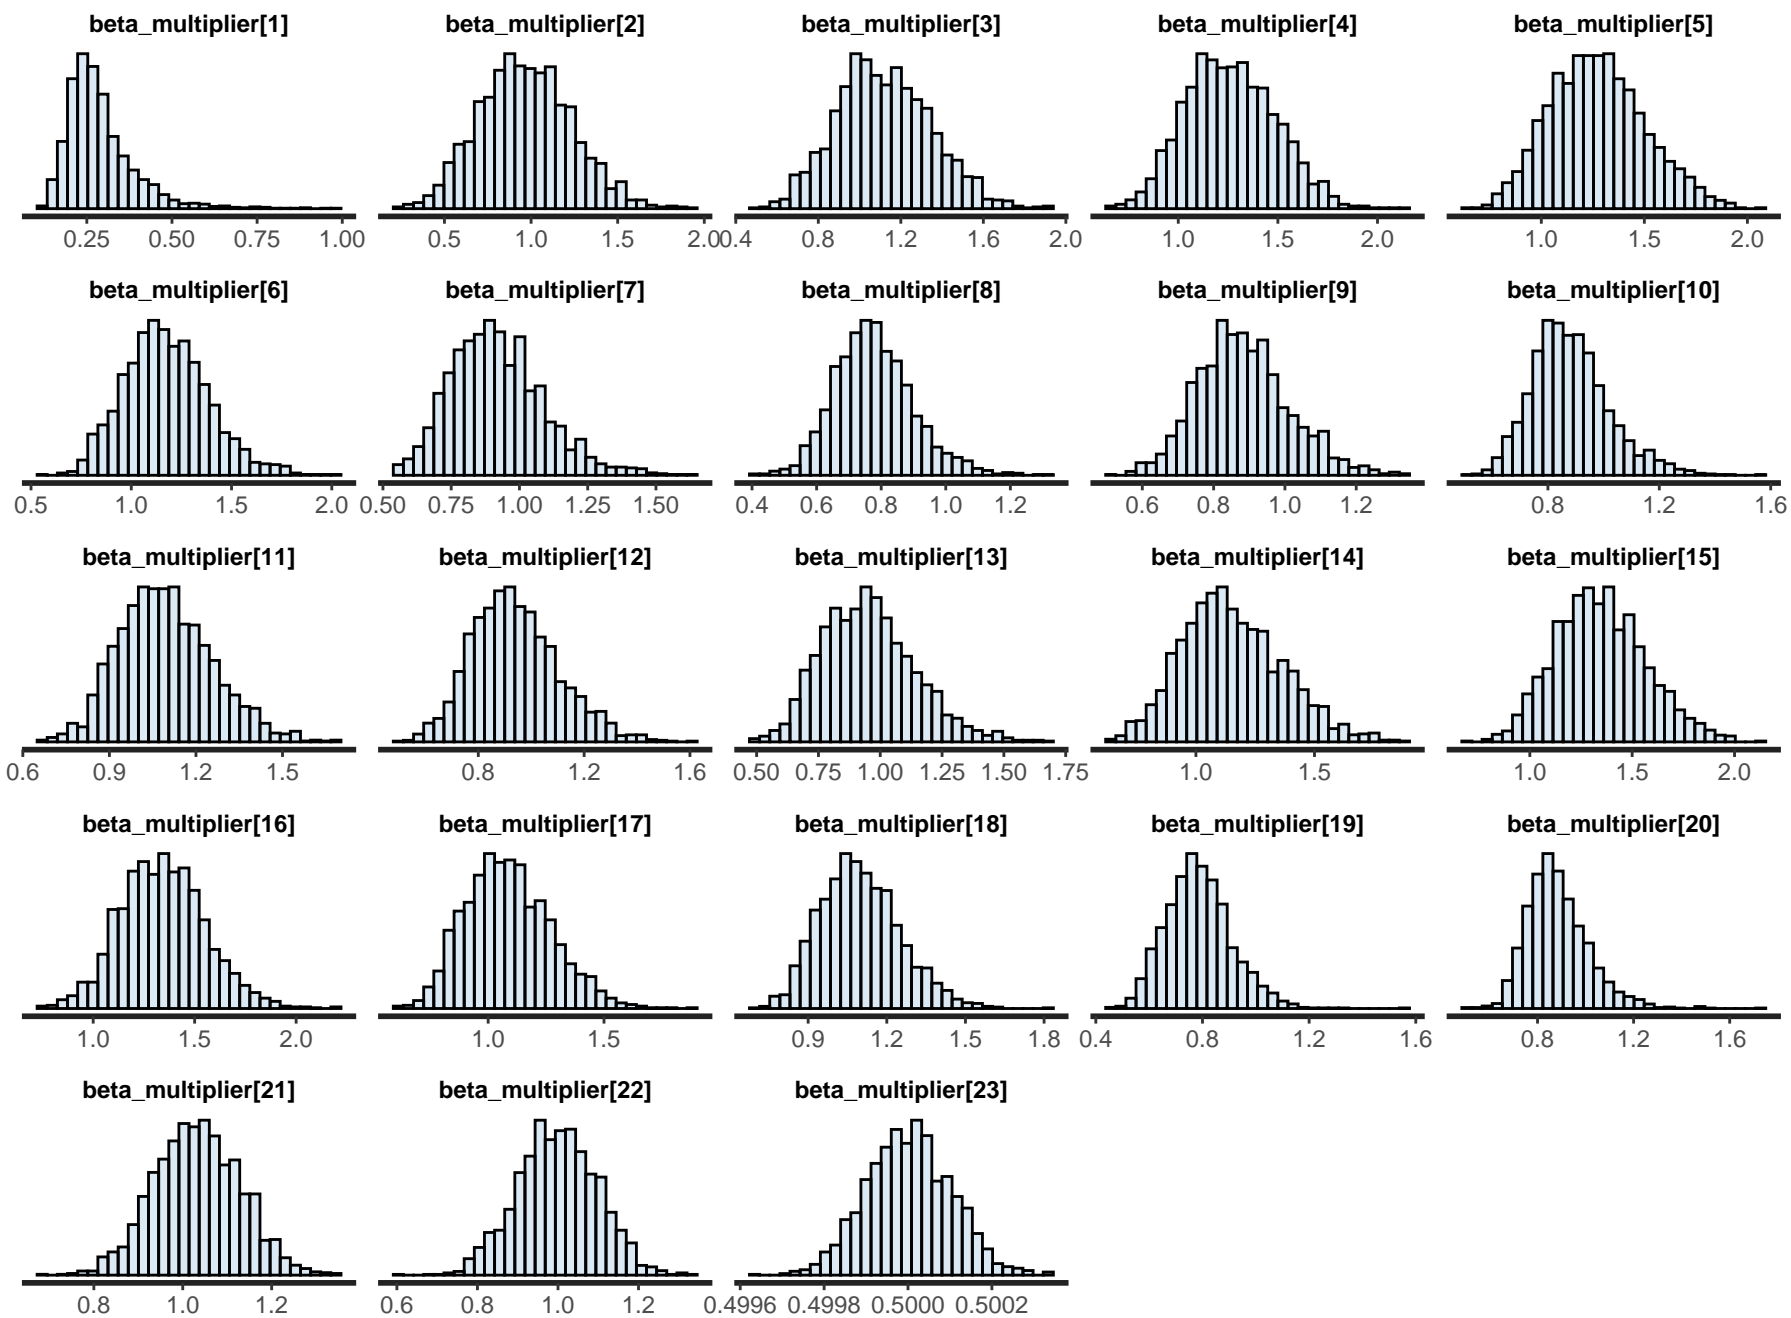 beta_multiplier[1] beta_multiplier[2] beta_multiplier[3] beta_multiplier[4] beta_multiplier[5]
0.25 0.50 0.75 1.00 0.5 1.0 1.5 2.0 0.4 0.8 1.2 1.6 2.0 1.0 1.5 2.0 1.0 1.5 2.0
beta_multiplier[6] beta_multiplier[7] beta_multiplier[8] beta_multiplier[9] beta_multiplier[10]
0.5 1.0 1.5 2.0 0.50 0.75 1.00 1.25 1.50 0.4 0.6 0.8 1.0 1.2 0.6 0.8 1.0 1.2 0.8 1.2 1.6
beta_multiplier[11] beta_multiplier[12] beta_multiplier[13] beta_multiplier[14] beta_multiplier[15]
0.6 0.9 1.2 1.5 0.8 1.2 1.6 0.50 0.75 1.00 1.25 1.50 1.75 1.0 1.5 1.0 1.5 2.0
beta_multiplier[16] beta_multiplier[17] beta_multiplier[18] beta_multiplier[19] beta_multiplier[20]
1.0 1.5 2.0 1.0 1.5 0.9 1.2 1.5 1.8 0.4 0.8 1.2 1.6 0.8 1.2 1.6
beta_multiplier[21] beta_multiplier[22] beta_multiplier[23]
0.8 1.0 1.2 0.6 0.8 1.0 1.2 0.4996 0.4998 0.5000 0.5002